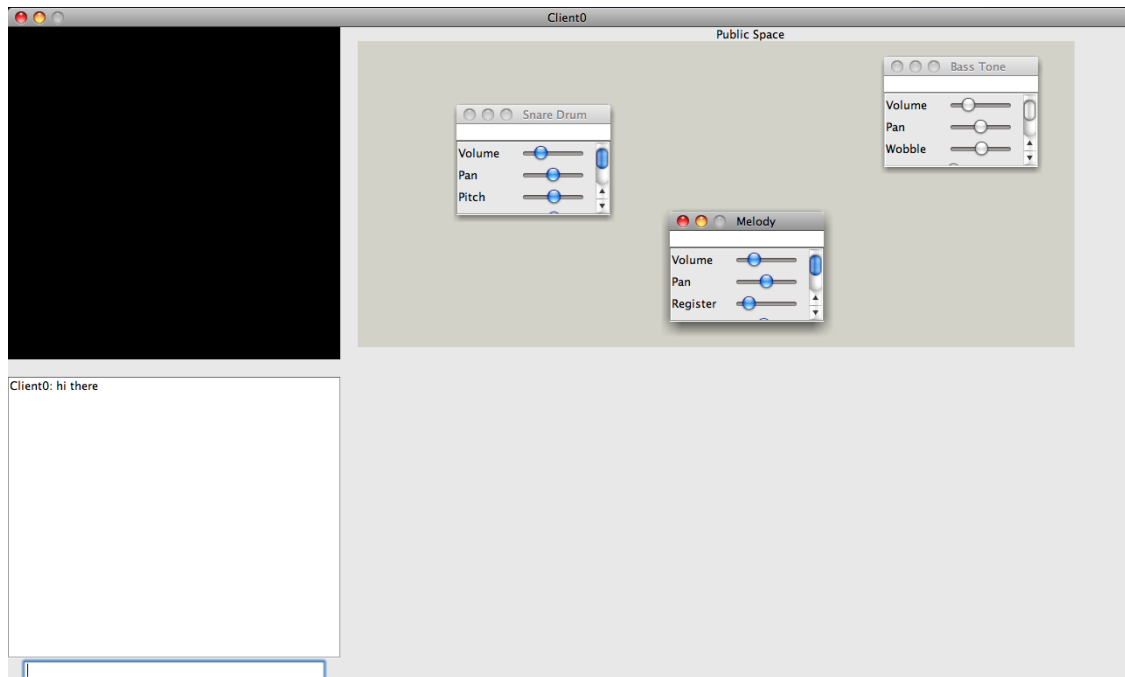 Client0
Public Space
Bass Tone
Volume
Pan
Wobble
Snare Drum
Volume
Pan
Pitch
Melody
Volume
Pan
Register
Client0: hi there